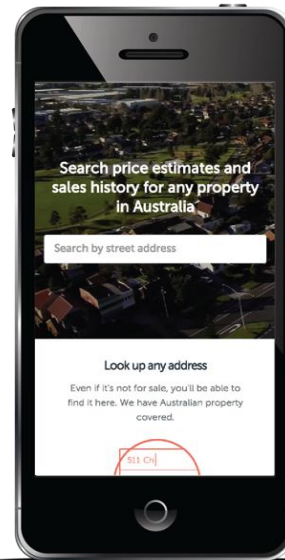 Search price estimates and
sales history for any property
in Australia
Search by street address
Look up any address
Even if it's not for sale, you'll be able to
find it here. We have Australian property
covered.
511 Ch